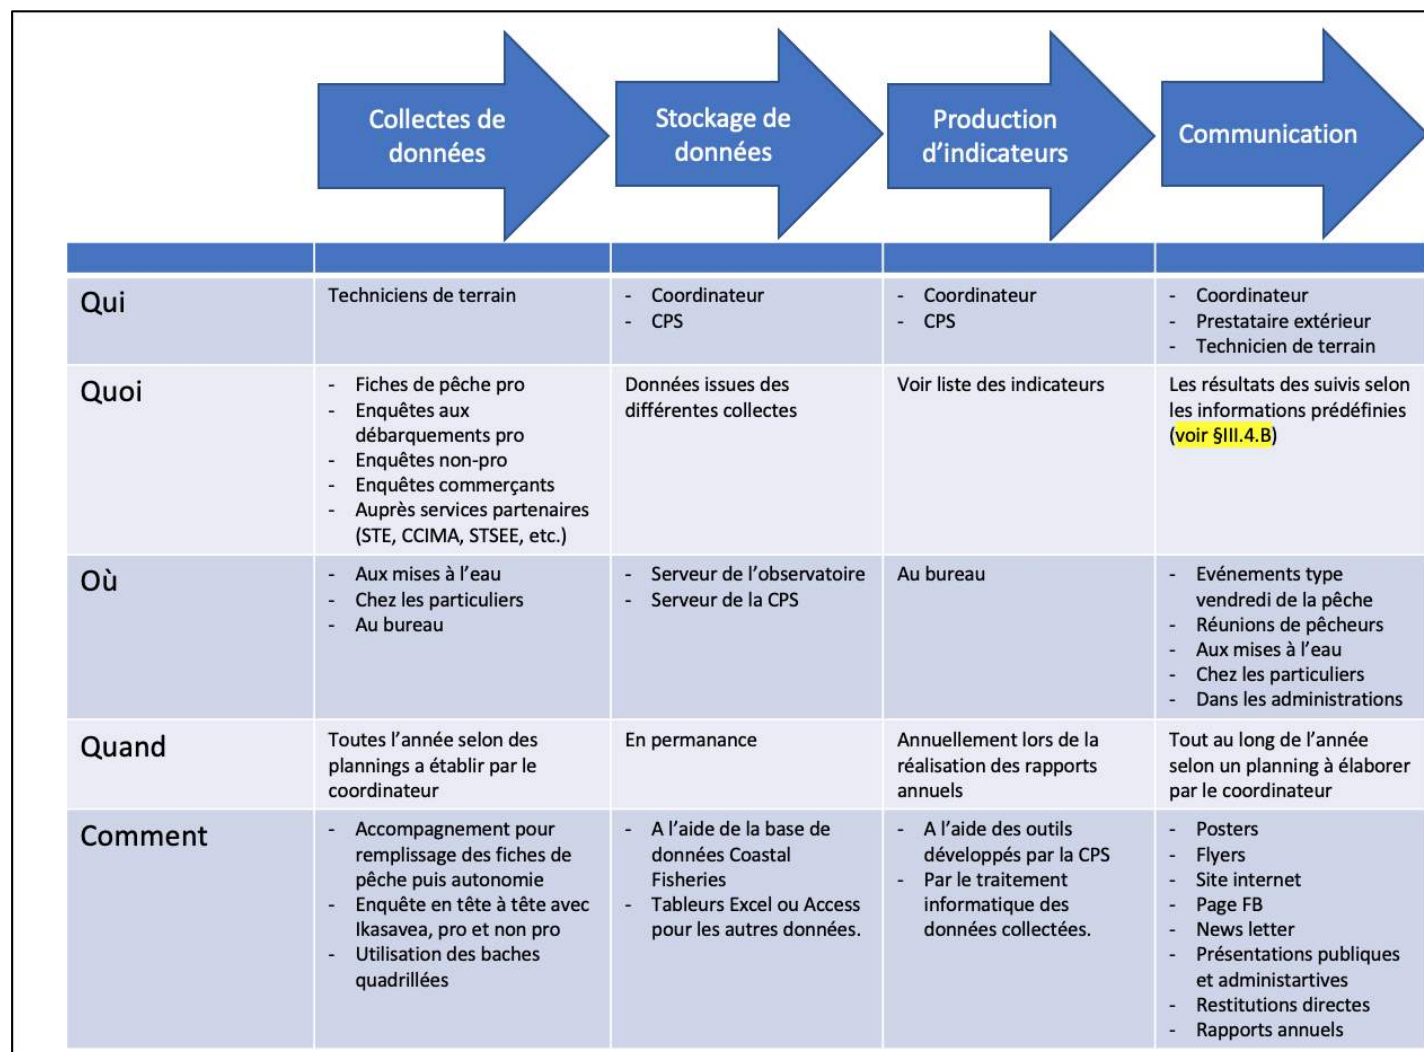 Collectes de
données
Stockage de
données
Production
d'indicateurs
Communication
Qui
Techniciens de terrain
- Coordinateur
- CPS
- Coordinateur
- CPS
- Coordinateur
- Prestataire extérieur
- Technicien de terrain
Quoi
- Fiches de pêche pro
- Enquêtes aux
débarquements pro
- Enquêtes non-pro
- Enquêtes commerçants
- Auprès services partenaires
(STE, CCIMA, STSEE, etc.)
Données issues des
différentes collectes
Voir liste des indicateurs
Les résultats des suivis selon
les informations prédéfinies
(voir §III.4.B)
Où
- Aux mises à l'eau
- Chez les particuliers
- Au bureau
- Serveur de l'observatoire
- Serveur de la CPS
Au bureau
- Evénements type
vendredi de la pêche
- Réunions de pêcheurs
- Aux mises à l'eau
- Chez les particuliers
- Dans les administrations
Quand
Toutes l'année selon des
plannings a établir par le
coordinateur
En permanance
Annuellement lors de la
réalisation des rapports
annuels
Tout au long de l'année
selon un planning à élaborer
par le coordinateur
Comment
- Accompagnement pour
remplissage des fiches de
pêche puis autonomie
- Enquête en tête à tête avec
Ikasavea, pro et non pro
- Utilisation des baches
quadrillées
- A l'aide de la base de
données Coastal
Fisheries
- Tableurs Excel ou Access
pour les autres données.
- A l'aide des outils
développés par la CPS
- Par le traitement
informatique des
données collectées.
- Posters
- Flyers
- Site internet
- Page FB
- News letter
- Présentations publiques
et administartives
- Restitutions directes
- Rapports annuels